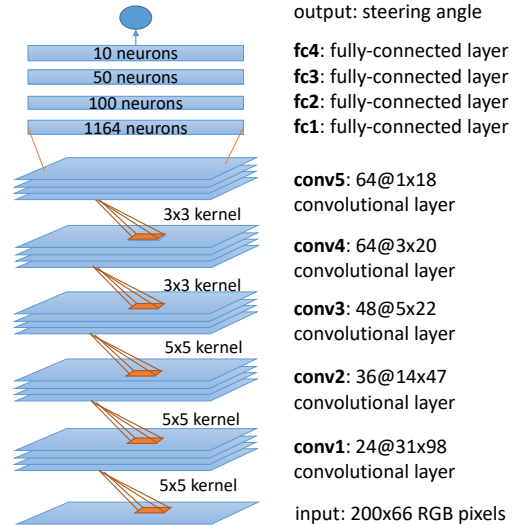 output: steering angle
10 neurons
fc4: fully-connected layer
50 neurons
fc3: fully-connected layer
100 neurons
fc2: fully-connected layer
1164 neurons
fc1: fully-connected layer
conv5: 64@1x18
convolutional layer
3x3 kernel
conv4: 64@3x20
convolutional layer
3x3 kernel
conv3: 48@5x22
convolutional layer
5x5 kernel
conv2: 36@14x47
convolutional layer
5x5 kernel
conv1: 24@31x98
convolutional layer
5x5 kernel
input: 200x66 RGB pixels